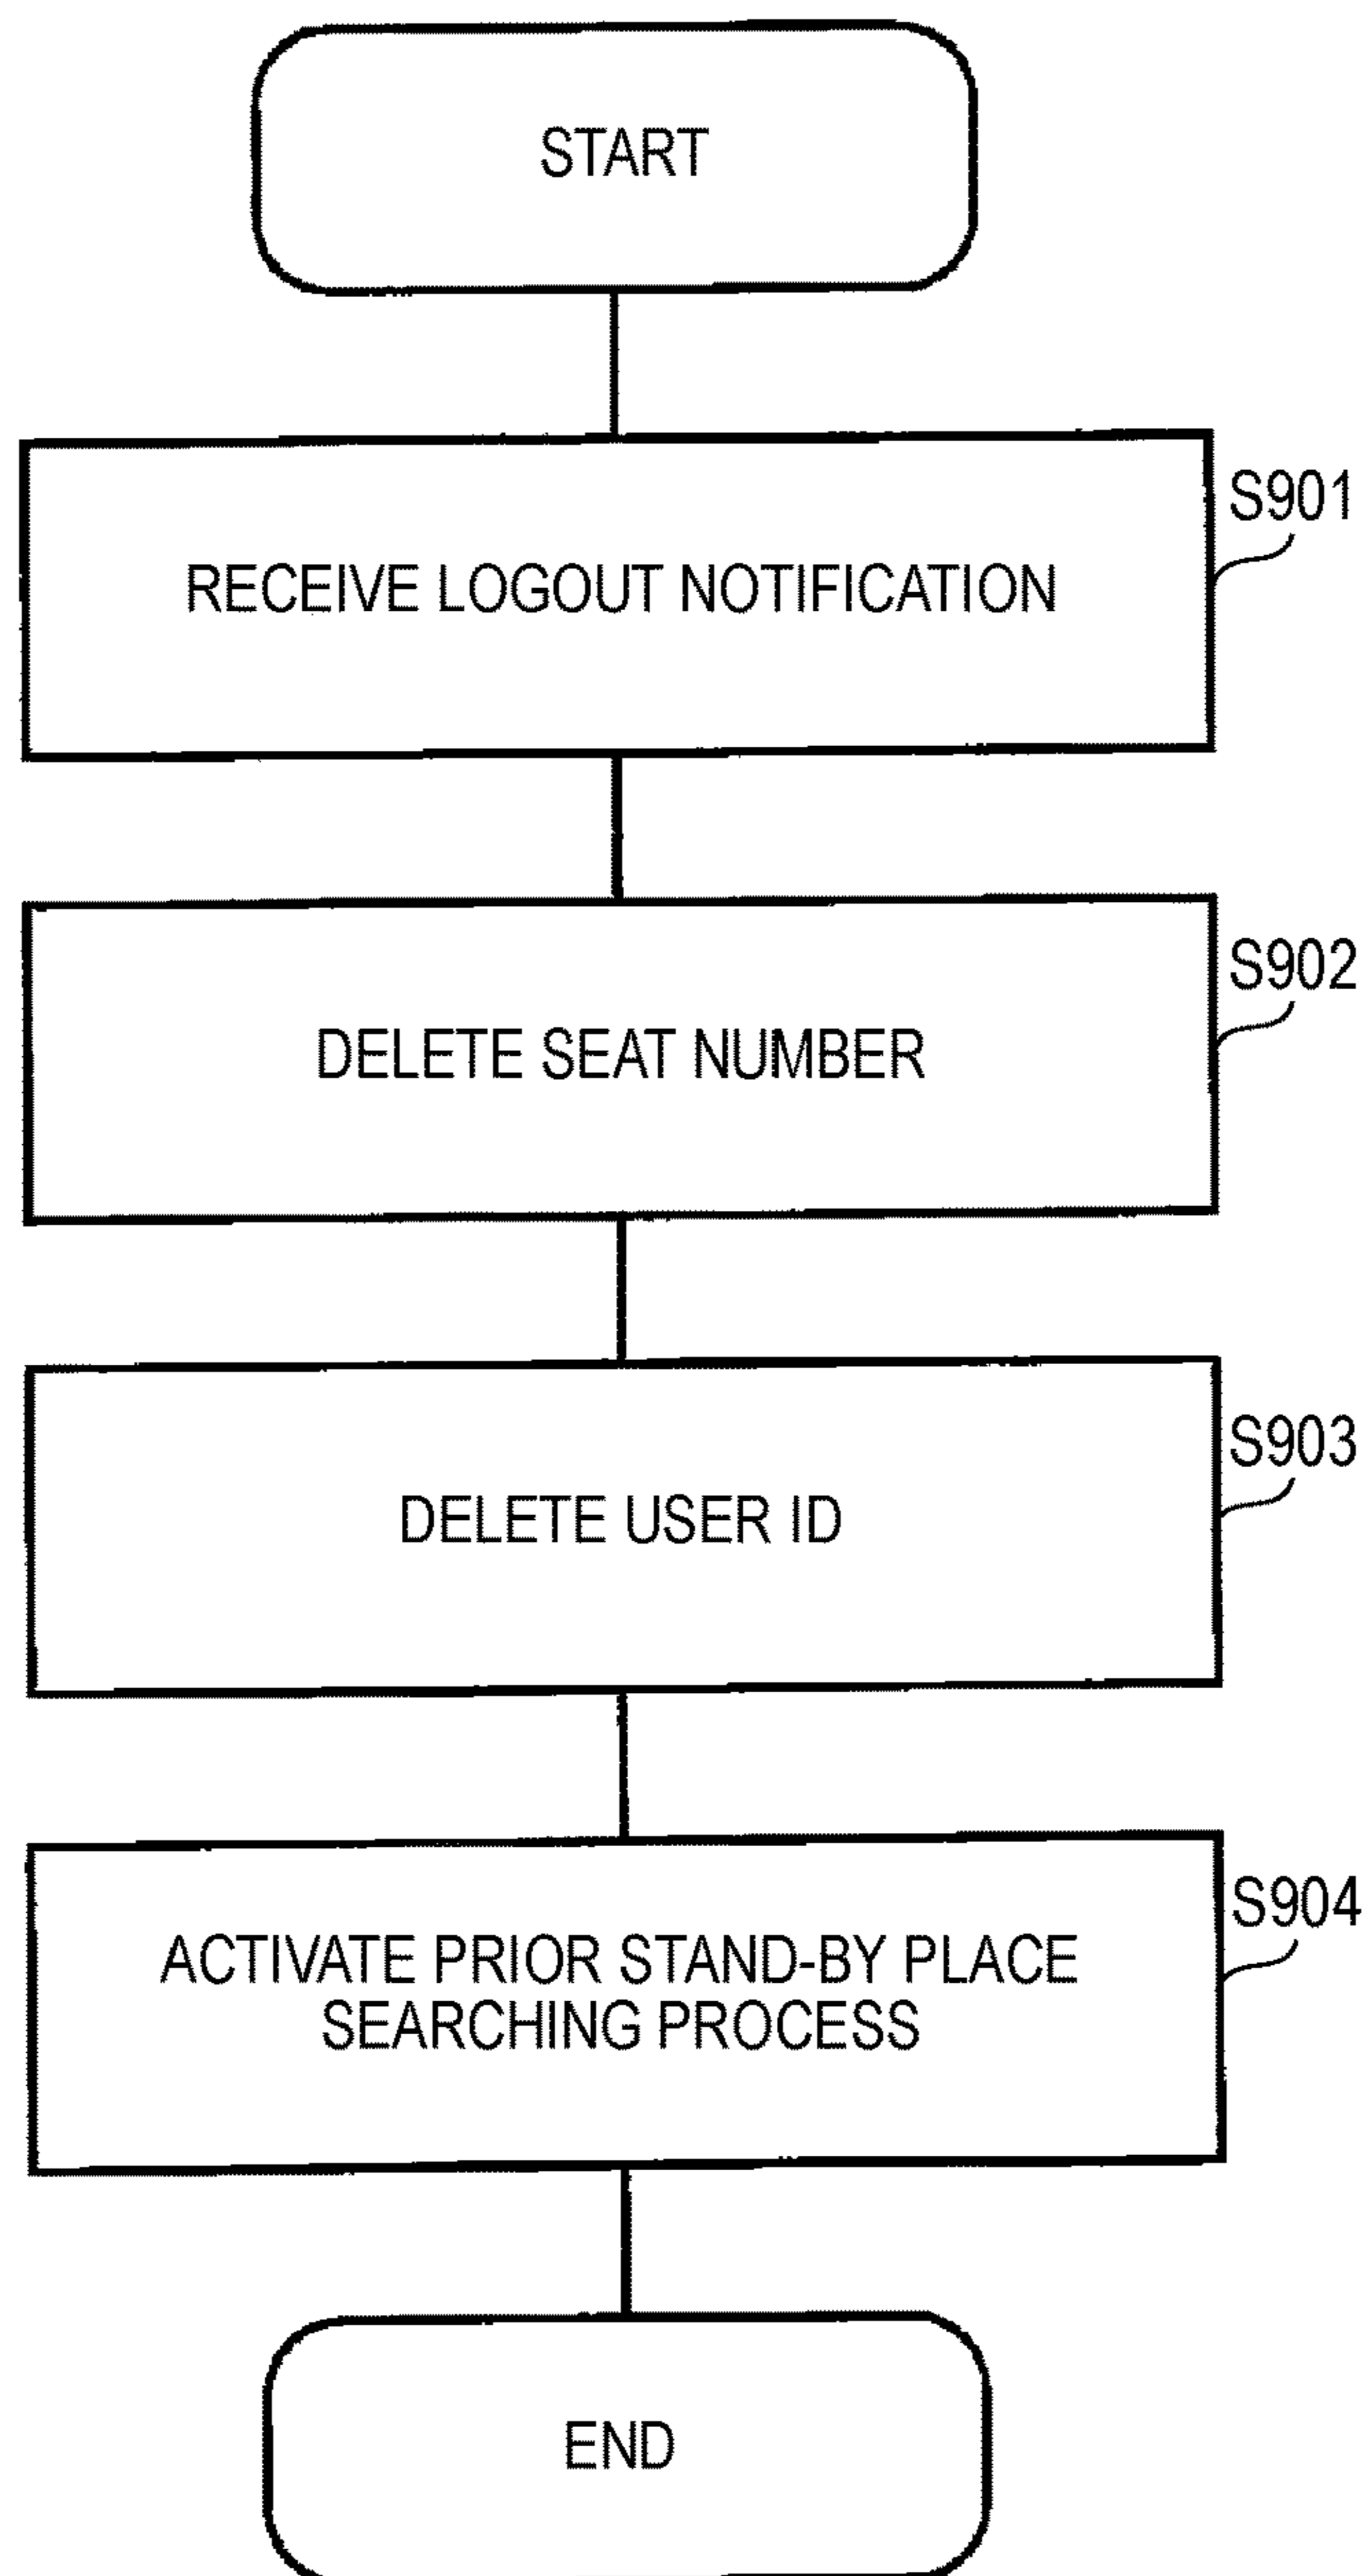 START
S901
RECEIVE LOGOUT NOTIFICATION
S902
DELETE SEAT NUMBER
S903
DELETE USER ID
S904
ACTIVATE PRIOR STAND-BY PLACE
SEARCHING PROCESS
END